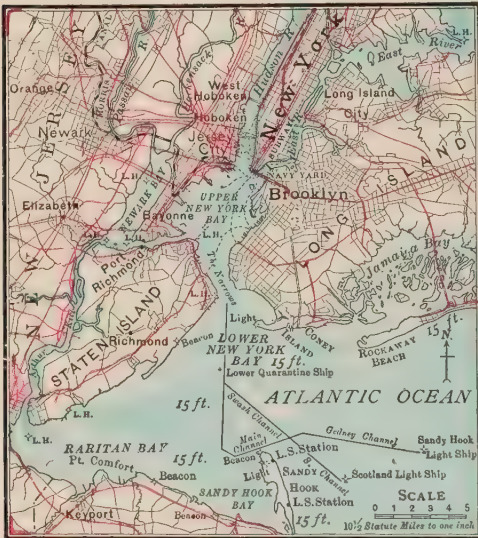 L.H.
East
River
Hudson R
New York
West
Hoboken
Hoboken
Jersey
Orange
Newark
Long Island
City
NAVY YARD
Brooklyn
LONG ISLAND
NEW JERSEY
L.H.
Elizabeth
NEWARK BAY
Bayonne
UPPER
NEW YORK
BAY
L.H.
L.H.
Jamaica Bay
Port
Richmond
The Narrows
L.H.
STATEN ISLAND
Richmond
Beacon
Light
CONEY
ISLAND
15 ft.
N.
ROCKAWAY
BEACH
LOWER
NEW YORK
BAY 15 ft.
Lower Quarantine Ship
ATLANTIC OCEAN
15 ft.
Swash Channel
L.H.
L.H.
Main
Channel
Gedney Channel
Sandy Hook
Light Ship
RARITAN BAY
Pt. Comfort
15 ft.
Beacon
L.S. Station
Beacon
Light
SANDY
HOOK
Channel
Scotland Light Ship
SANDY HOOK
BAY
L.S. Station
SCALE
0 1 2 3 4 5
Keyport
Beacon
15 ft.
10½ Statute Miles to one inch